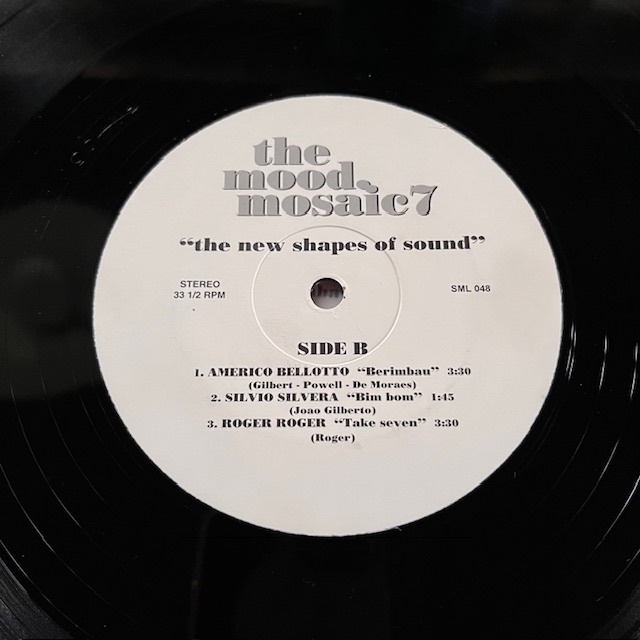 the
mood
mosaic7
“the new shapes of sound”
STEREO
33 1/2 RPM
SML 048
SIDE B
1. AMERICO BELLOTTO “Berimbau” 3:30
(Gilbert - Powell - De Moraes)
2. SILVIO SILVERA “Bim bom” 1:45
(Joao Gilberto)
3. ROGER ROGER “Take seven” 3:30
(Roger)